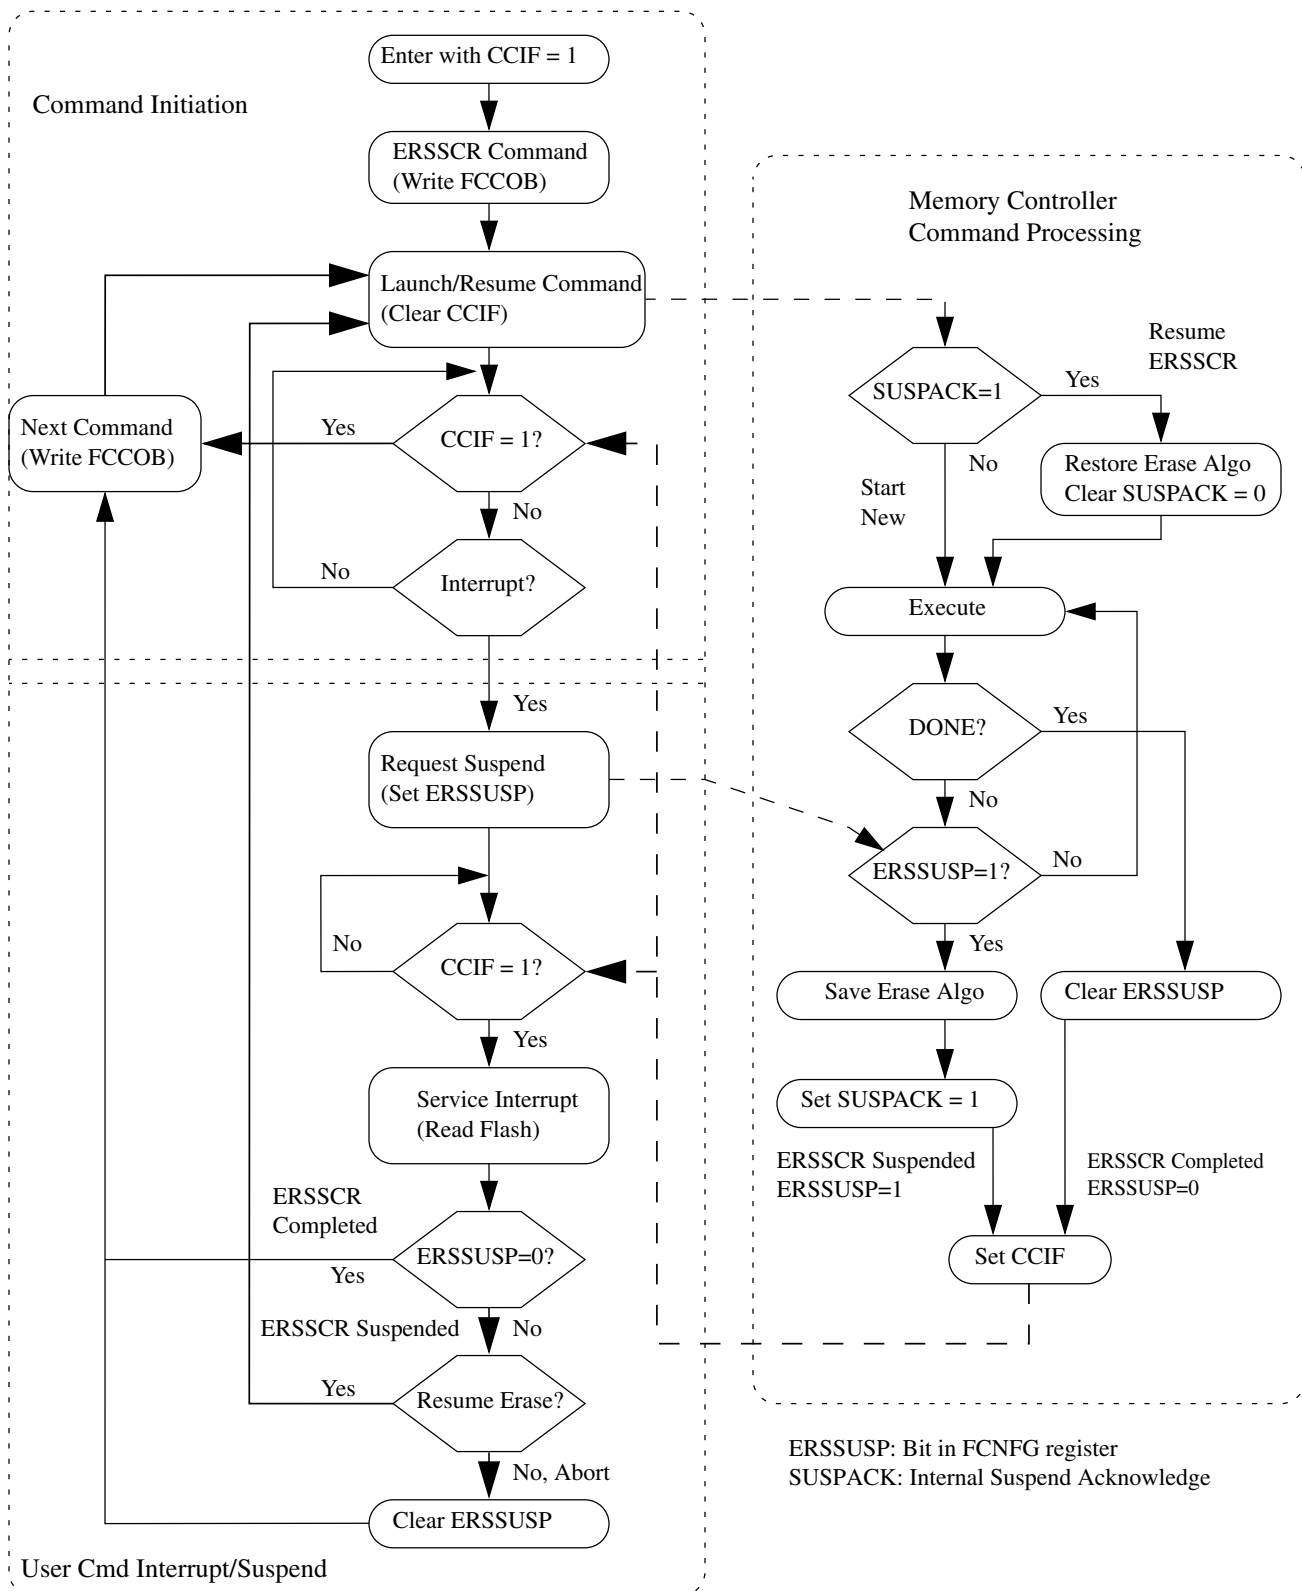 Enter with CCIF = 1
Command Initiation
ERSSCR Command
(Write FCCOB)
Launch/Resume Command
(Clear CCIF)
Next Command
(Write FCCOB)
Yes
CCIF = 1?
No
No
Interrupt?
Yes
Request Suspend
(Set ERSSUSP)
No
CCIF = 1?
Yes
Service Interrupt
(Read Flash)
ERSSCR
Completed
ERSSUSP=0?
Yes
ERSSCR Suspended
No
Yes
Resume Erase?
No, Abort
Clear ERSSUSP
User Cmd Interrupt/Suspend
Memory Controller
Command Processing
Resume
ERSSCR
SUSPACK=1
Yes
No
Restore Erase Algo
Clear SUSPACK = 0
Start
New
Execute
DONE?
Yes
No
ERSSUSP=1?
No
Yes
Save Erase Algo
Clear ERSSUSP
Set SUSPACK = 1
ERSSCR Suspended
ERSSUSP=1
ERSSCR Completed
ERSSUSP=0
Set CCIF
ERSSUSP: Bit in FCNFG register
SUSPACK: Internal Suspend Acknowledge